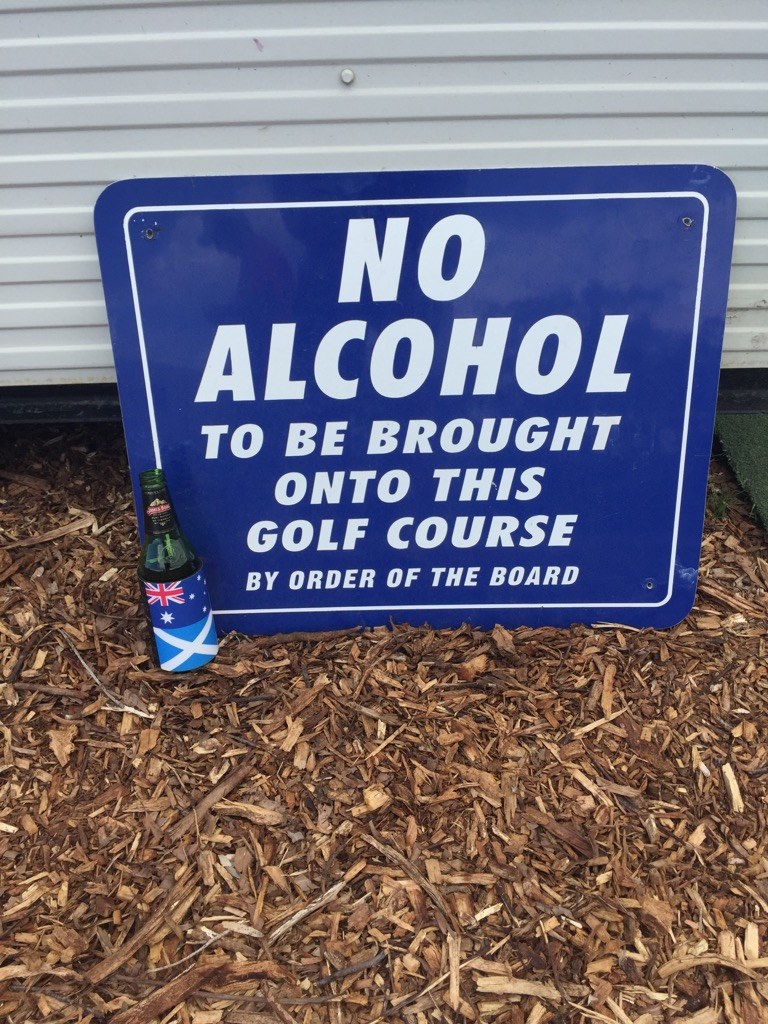 NO
ALCOHOL
TO BE BROUGHT
ONTO THIS
GOLF COURSE
BY ORDER OF THE BOARD